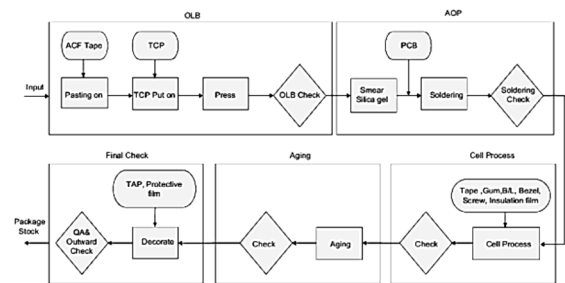 OLB
AOP
ACF Tape
TCP
PCB
Input
Pasting on
TCP Put on
Press
OLB Check
Smear
Silica gel
Soldering
Soldering
Check
Final Check
Aging
Cell Process
TAP, Protective
film
Tape ,Gum,B/L, Bezel,
Screw, Insulation film
Package
Stock
QA&
Outward
Check
Decorate
Check
Aging
Check
Cell Process